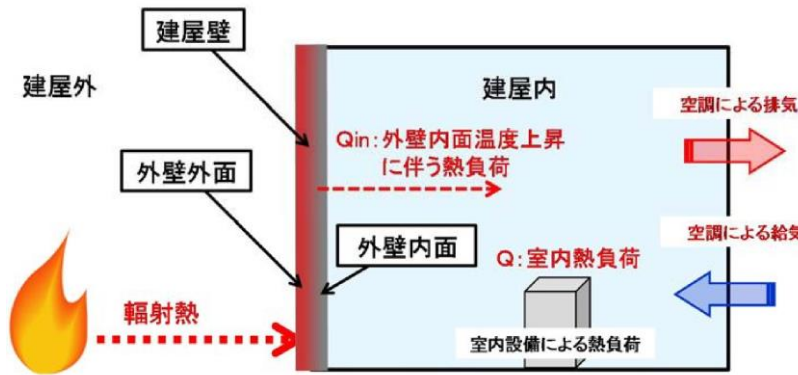 建屋壁
建屋外
建屋内
空調による排気
Qin：外壁内面温度上昇
に伴う熱負荷
外壁外面
外壁内面
空調による給気
Q：室内熱負荷
輻射熱
室内設備による熱負荷